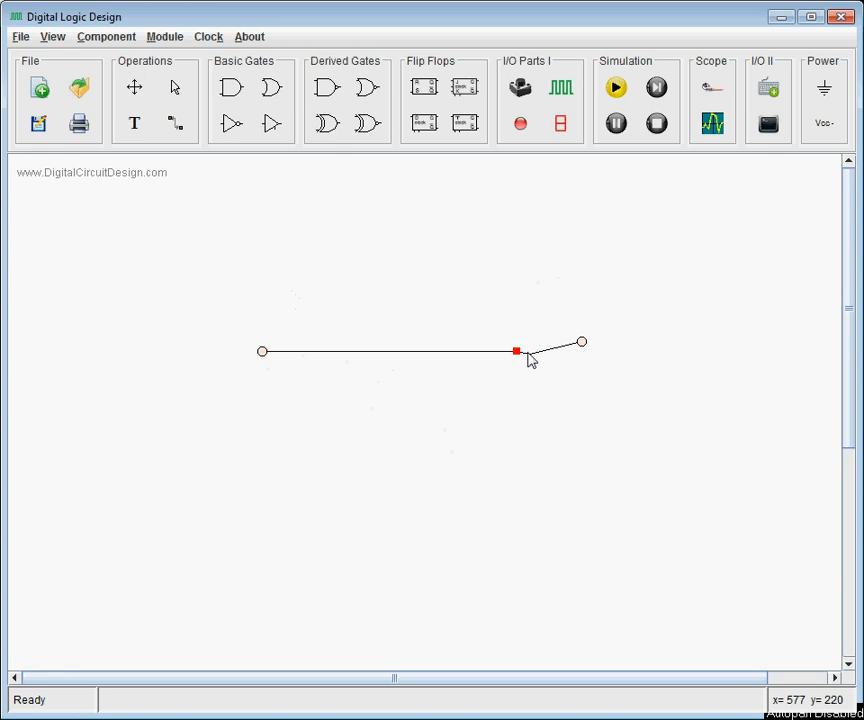 Digital Logic Design
File View Component Module Clock About
File Operations Basic Gates Derived Gates Flip Flops I/O Parts I Simulation Scope I/O II Power
T
Vcc-
www.DigitalCircuitDesign.com
Ready
x= 577 y= 220
Autopan Disabled